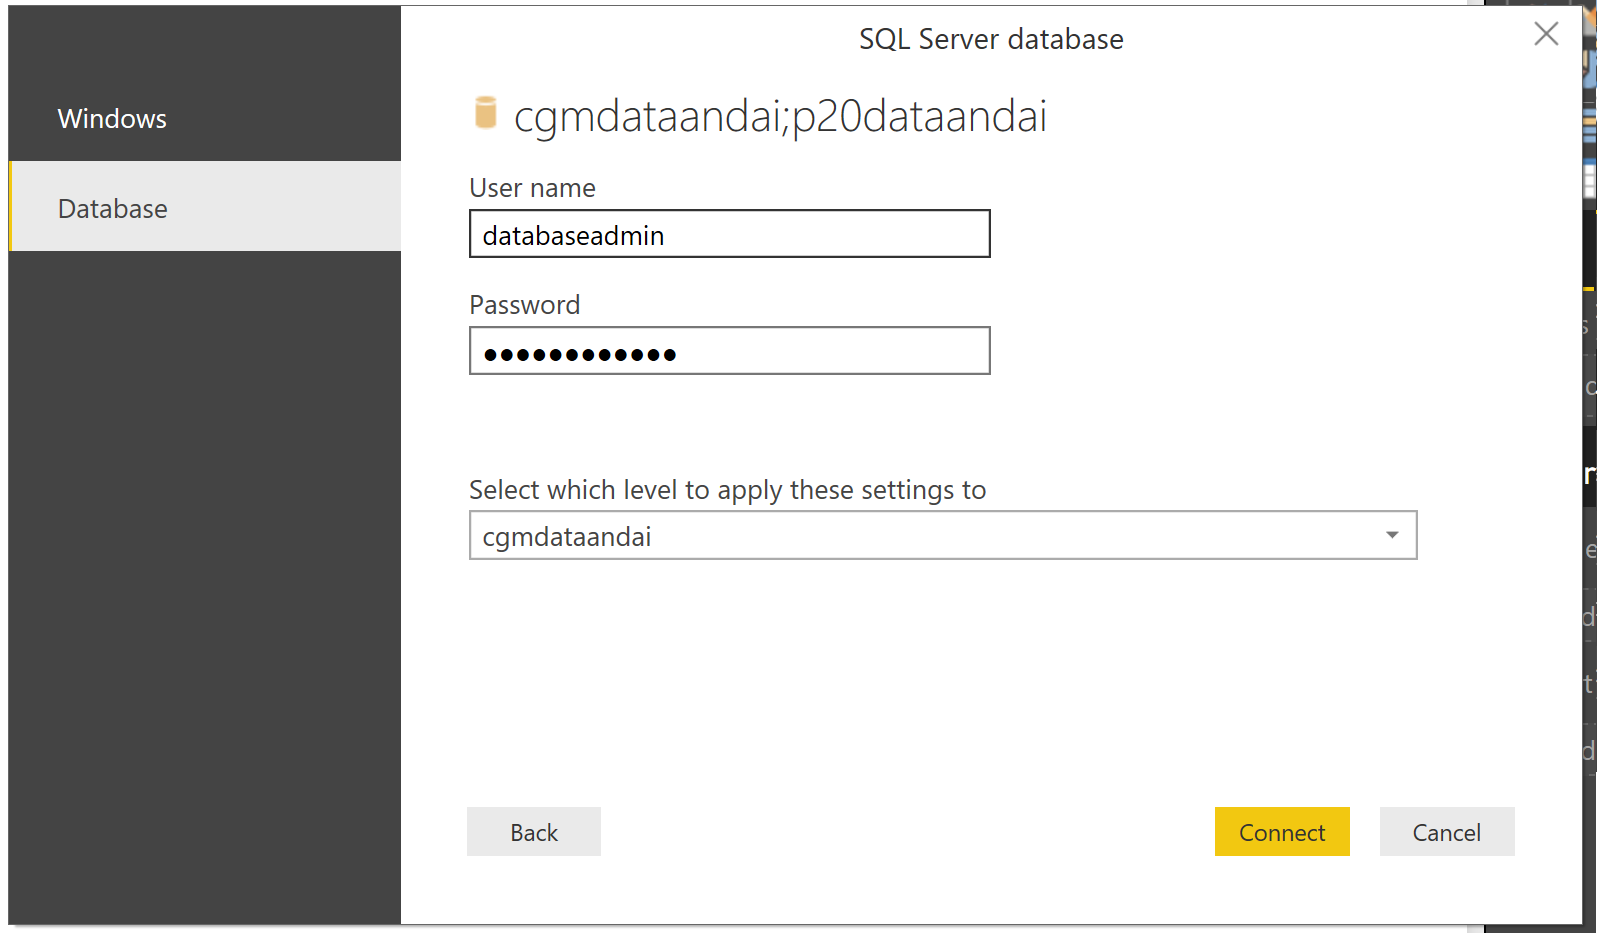 SQL Server database
Windows
Database
cgmdataandai;p20dataandai
User name
databaseadmin
Password
●●●●●●●●●●●●
Select which level to apply these settings to
cgmdataandai
Back
Connect
Cancel